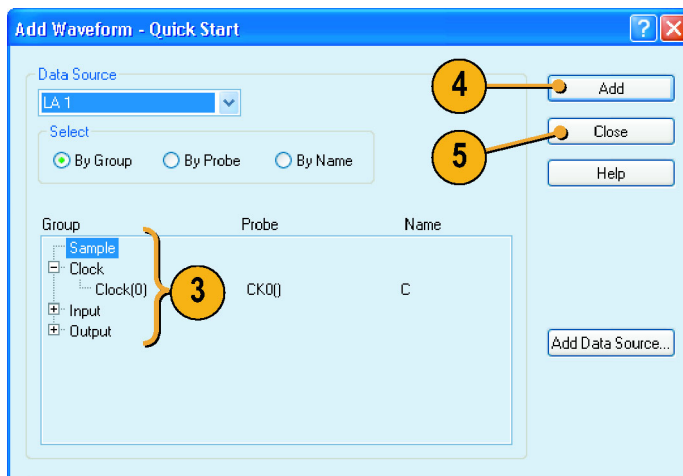 Add Waveform - Quick Start
Data Source
LA 1
Select
By Group By Probe By Name
Group Probe Name
Sample
Clock
Clock(0) CK0() C
Input
Output
3
4
Add
5
Close
Help
Add Data Source...